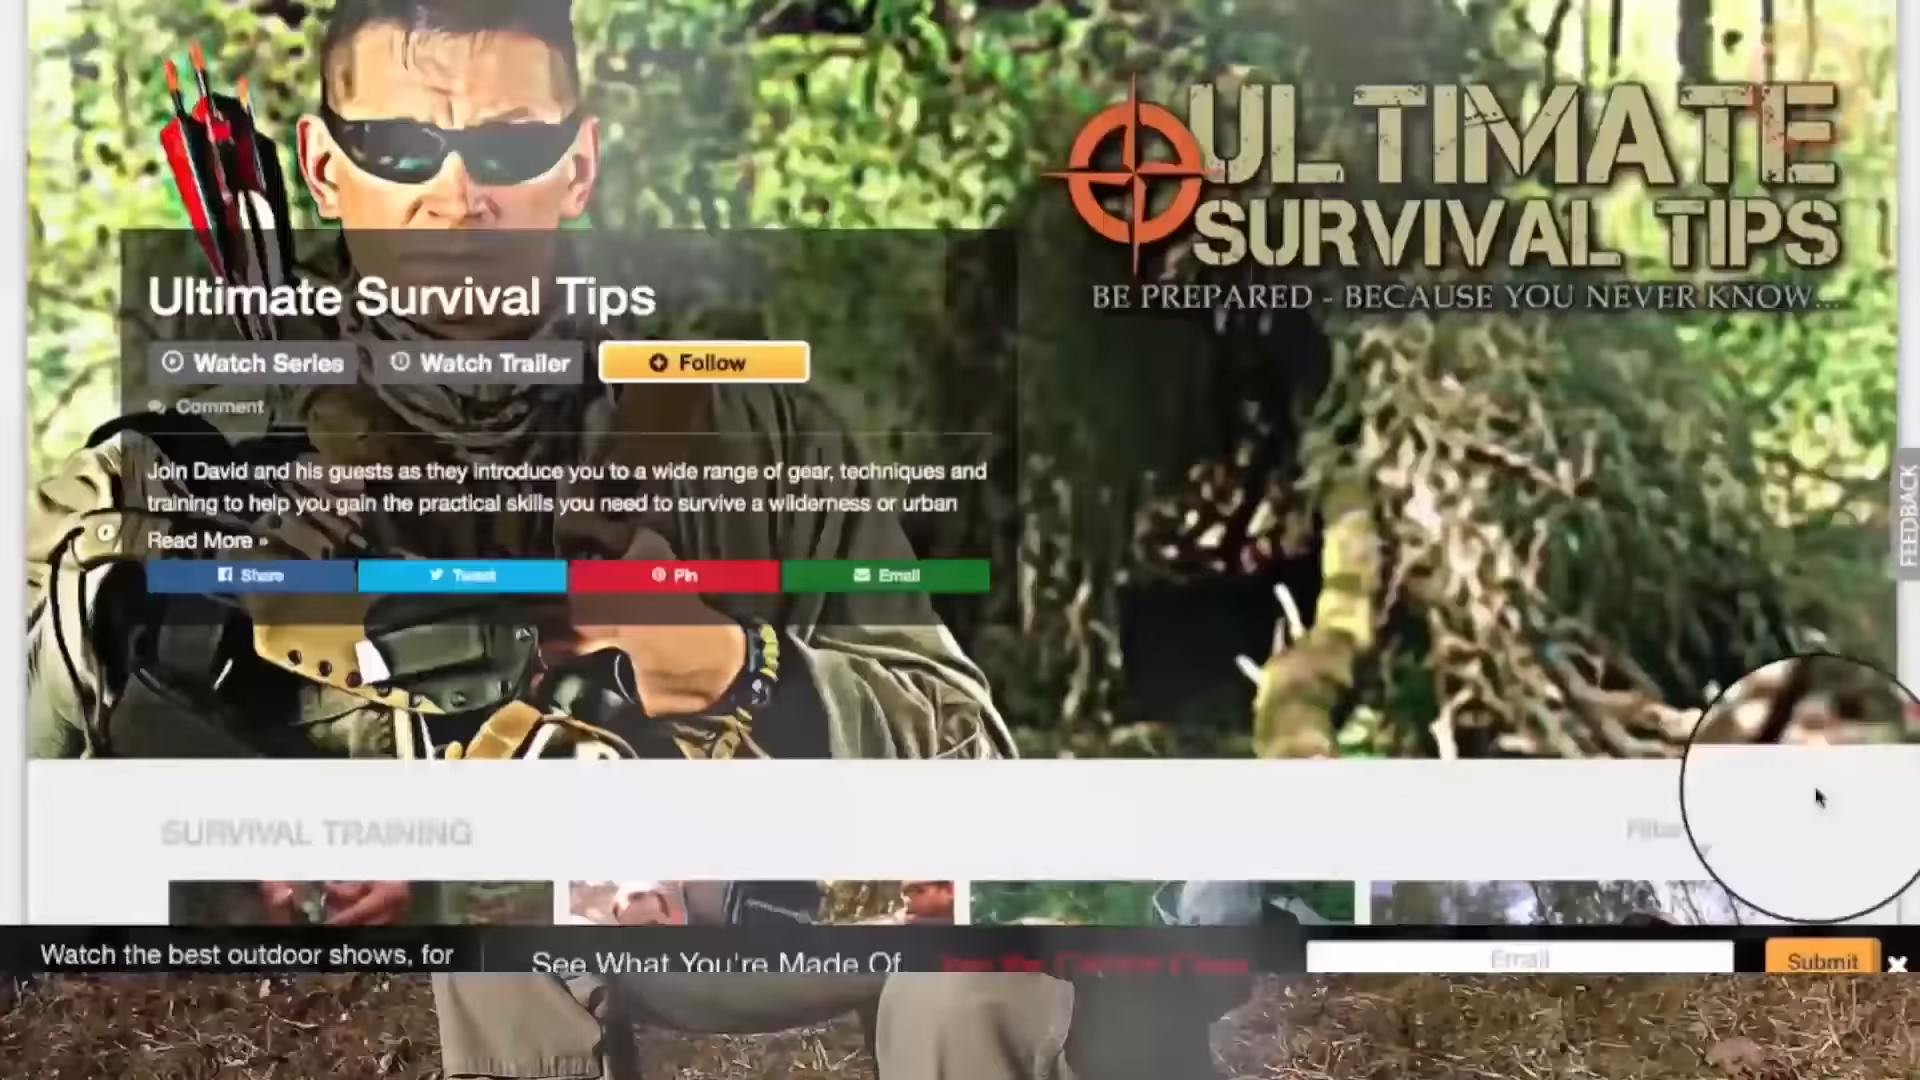 ULTIMATE
SURVIVAL TIPS
BE PREPARED - BECAUSE YOU NEVER KNOW...
Ultimate Survival Tips
Watch Series
Watch Trailer
Follow
Comment
Join David and his guests as they introduce you to a wide range of gear, techniques and
training to help you gain the practical skills you need to survive a wilderness or urban
Read More »
Share
Tweet
Pin
Email
FEEDBACK
SURVIVAL TRAINING
Watch the best outdoor shows, for
See What You're Made Of
Email
Submit